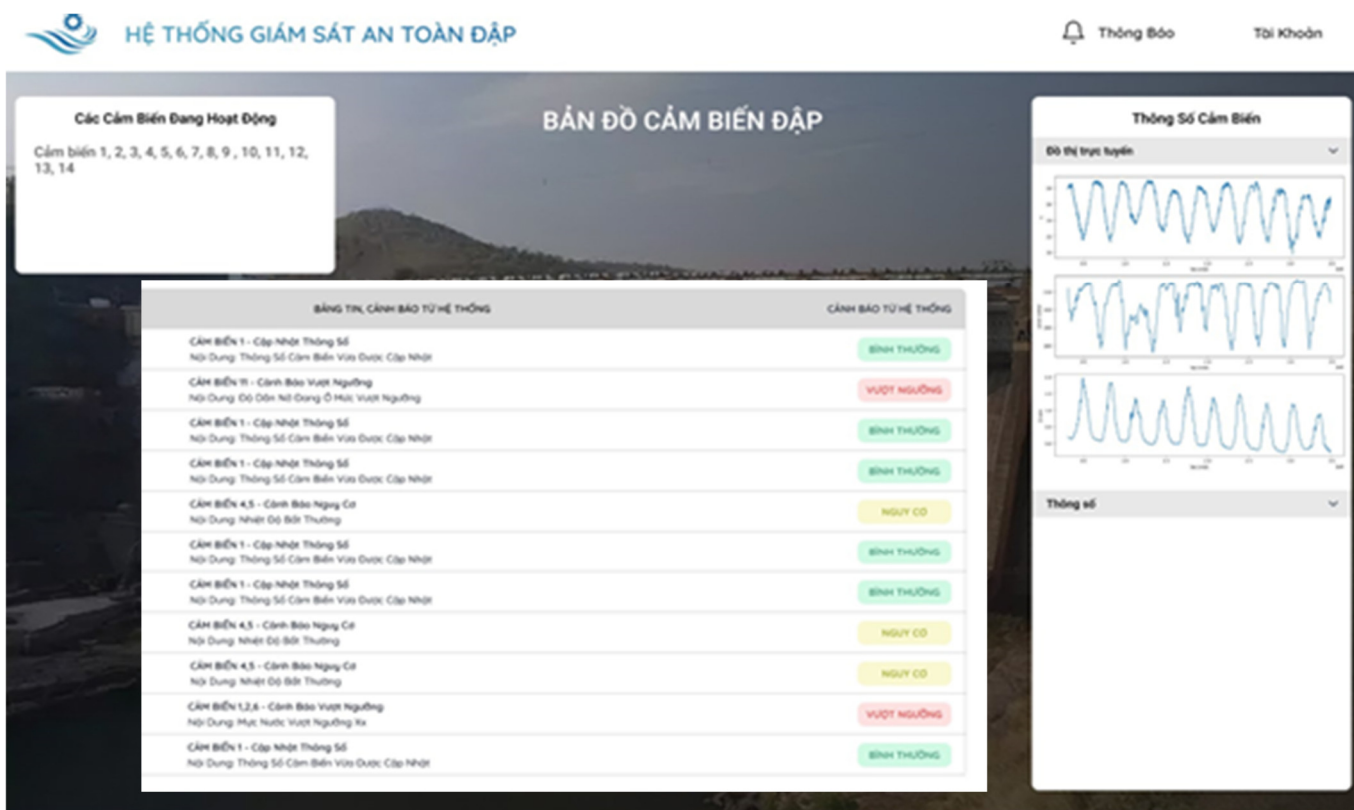 HỆ THỐNG GIÁM SÁT AN TOÀN ĐẬP
Thông Báo
Tài Khoản
Các Cảm Biến Đang Hoạt Động
Cảm biến 1, 2, 3, 4, 5, 6, 7, 8, 9 , 10, 11, 12,
13, 14
BẢN ĐỒ CẢM BIẾN ĐẬP
BẢNG TIN, CẢNH BÁO TỪ HỆ THỐNG
CẢNH BÁO TỪ HỆ THỐNG
CẢM BIẾN 1 - Cập Nhật Thông Số
Nội Dung: Thông Số Cảm Biến Vừa Được Cập Nhật
BÌNH THƯỜNG
CẢM BIẾN 11 - Cảnh Báo Vượt Ngưỡng
Nội Dung: Độ Dãn Nở Đang Ở Mức Vượt Ngưỡng
VƯỢT NGƯỠNG
CẢM BIẾN 1 - Cập Nhật Thông Số
Nội Dung: Thông Số Cảm Biến Vừa Được Cập Nhật
BÌNH THƯỜNG
CẢM BIẾN 1 - Cập Nhật Thông Số
Nội Dung: Thông Số Cảm Biến Vừa Được Cập Nhật
BÌNH THƯỜNG
CẢM BIẾN 4,5 - Cảnh Báo Nguy Cơ
Nội Dung: Nhiệt Độ Bất Thường
NGUY CƠ
CẢM BIẾN 1 - Cập Nhật Thông Số
Nội Dung: Thông Số Cảm Biến Vừa Được Cập Nhật
BÌNH THƯỜNG
CẢM BIẾN 1 - Cập Nhật Thông Số
Nội Dung: Thông Số Cảm Biến Vừa Được Cập Nhật
BÌNH THƯỜNG
CẢM BIẾN 4,5 - Cảnh Báo Nguy Cơ
Nội Dung: Nhiệt Độ Bất Thường
NGUY CƠ
CẢM BIẾN 4,5 - Cảnh Báo Nguy Cơ
Nội Dung: Nhiệt Độ Bất Thường
NGUY CƠ
CẢM BIẾN 1,2,6 - Cảnh Báo Vượt Ngưỡng
Nội Dung: Mực Nước Vượt Ngưỡng Xx
VƯỢT NGƯỠNG
CẢM BIẾN 1 - Cập Nhật Thông Số
Nội Dung: Thông Số Cảm Biến Vừa Được Cập Nhật
BÌNH THƯỜNG
Thông Số Cảm Biến
Đồ thị trực tuyến
Thông số